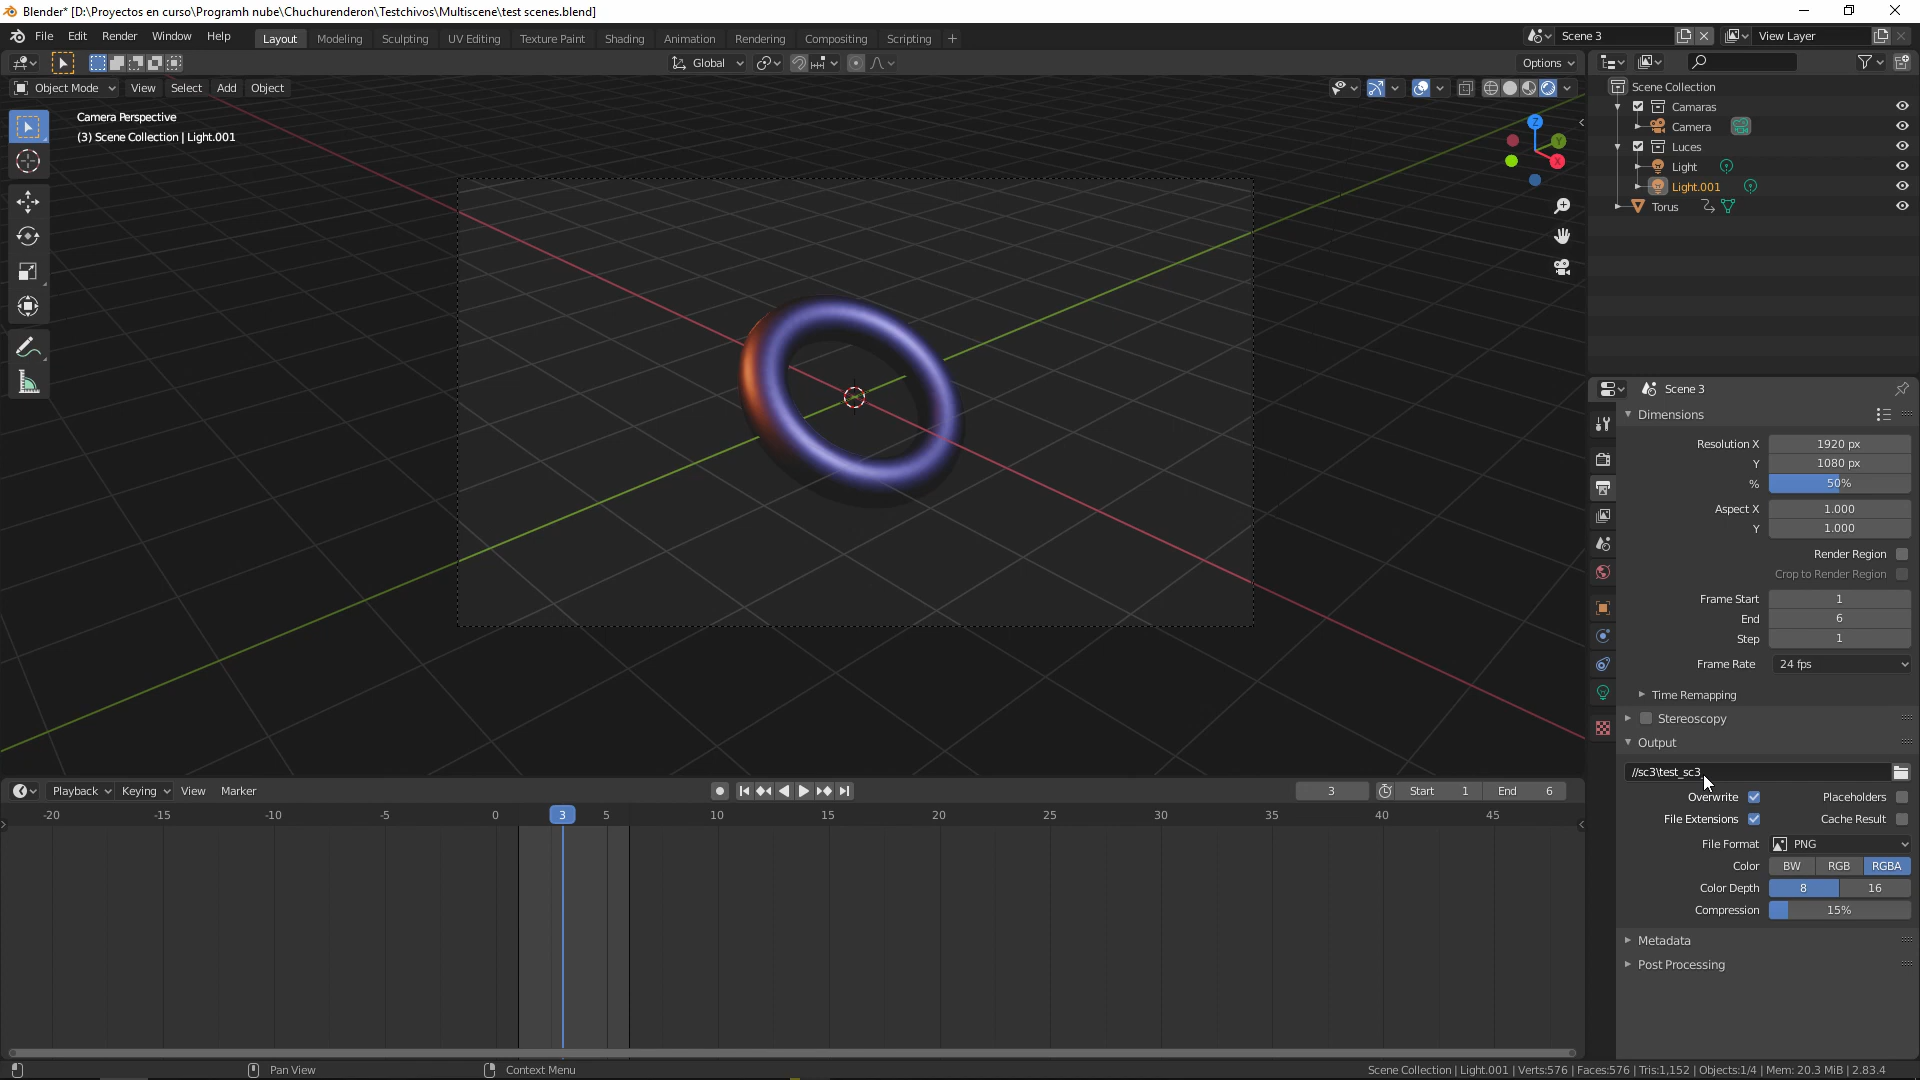 Blender* [D:\Proyectos en curso\Programh nube\Chuchurenderon\Testchivos\Multiscene\test scenes.blend]
File Edit Render Window Help Layout Modeling Sculpting UV Editing Texture Paint Shading Animation Rendering Compositing Scripting + Scene 3 View Layer
Global Options
Object Mode View Select Add Object
Camera Perspective
(3) Scene Collection | Light.001
Z
Y
X
Scene Collection
Camaras
Camera
Luces
Light
Light.001
Torus
Scene 3
Dimensions
Resolution X 1920 px
Y 1080 px
% 50%
Aspect X 1.000
Y 1.000
Render Region
Crop to Render Region
Frame Start 1
End 6
Step 1
Frame Rate 24 fps
Time Remapping
Stereoscopy
Output
//sc3\test_sc3_
Overwrite Placeholders
File Extensions Cache Result
File Format PNG
Color BW RGB RGBA
Color Depth 8 16
Compression 15%
Metadata
Post Processing
Playback Keying View Marker 3 Start 1 End 6
-20 -15 -10 -5 0 3 5 10 15 20 25 30 35 40 45
Pan View Context Menu Scene Collection | Light.001 | Verts:576 | Faces:576 | Tris:1,152 | Objects:1/4 | Mem: 20.3 MiB | 2.83.4